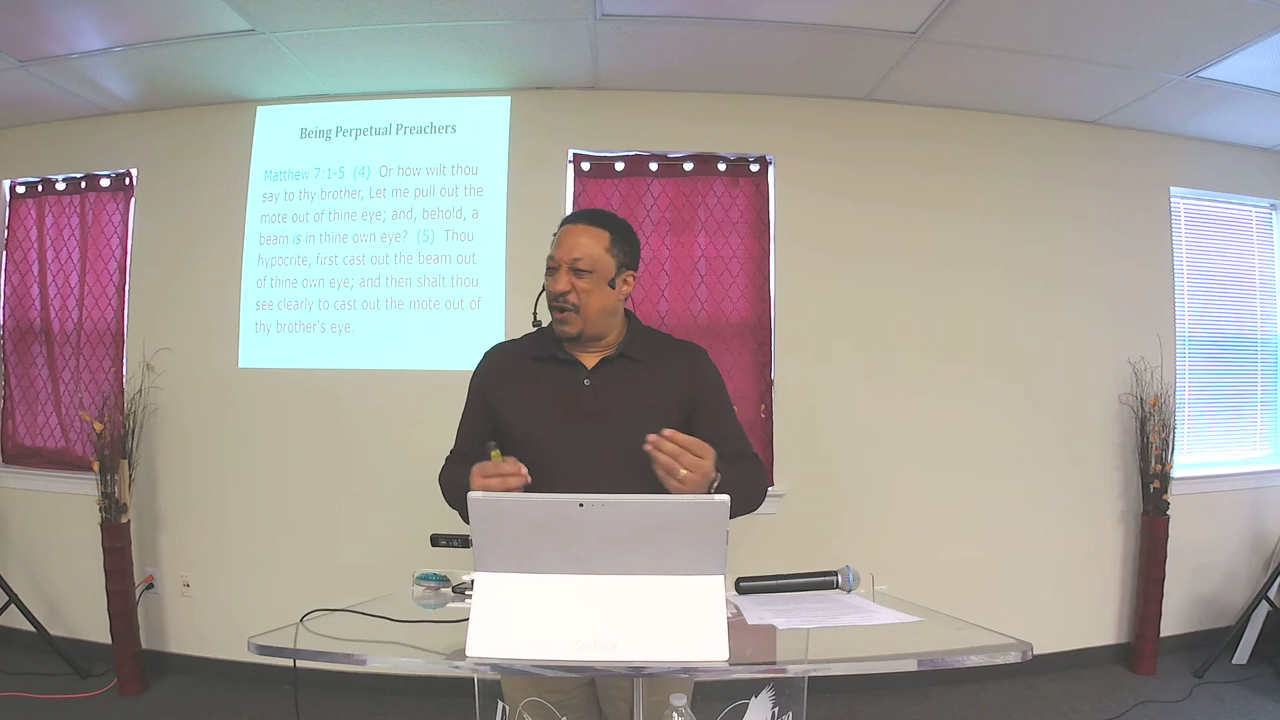 Being Perpetual Preachers
Matthew 7:1-5 (4) Or how wilt thou
say to thy brother, Let me pull out the
mote out of thine eye; and, behold, a
beam is in thine own eye? (5) Thou
hypocrite, first cast out the beam out
of thine own eye; and then shalt thou
see clearly to cast out the mote out of
thy brother's eye.
Surface